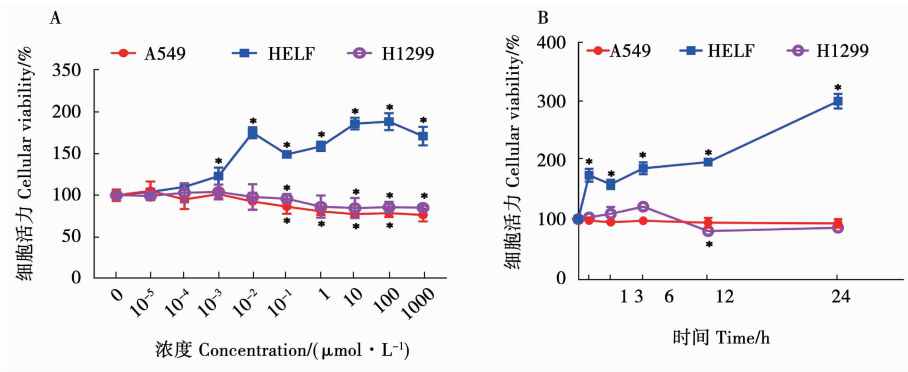 A
A549 HELF H1299
细胞活力 Cellular viability/%
350
200
150
100
50
0
* * * * * * *
* * * *
0 10⁻⁵ 10⁻⁴ 10⁻³ 10⁻² 10⁻¹ 1 10 100 1000
浓度 Concentration/(μmol·L⁻¹)
B
A549 HELF H1299
细胞活力 Cellular viability/%
400
300
200
100
0
* * * * *
*
1 3 6 12 24
时间 Time/h